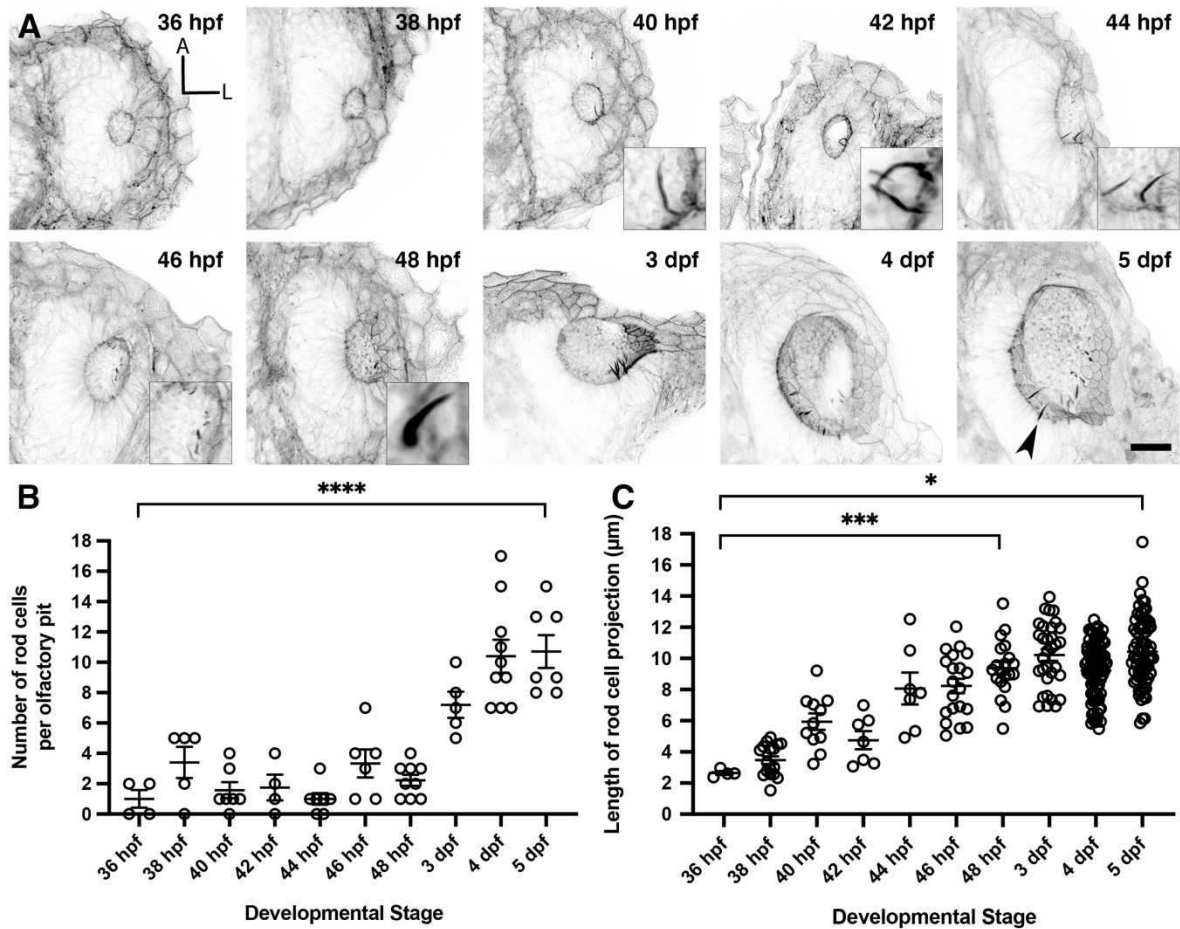 A
36 hpf
A
L
38 hpf
40 hpf
42 hpf
44 hpf
46 hpf
48 hpf
3 dpf
4 dpf
5 dpf
B
****
Number of rod cells
per olfactory pit
18
16
14
12
10
8
6
4
2
0
36 hpf
38 hpf
40 hpf
42 hpf
44 hpf
46 hpf
48 hpf
3 dpf
4 dpf
5 dpf
Developmental Stage
C
*
***
Length of rod cell projection (µm)
18
16
14
12
10
8
6
4
2
0
36 hpf
38 hpf
40 hpf
42 hpf
44 hpf
46 hpf
48 hpf
3 dpf
4 dpf
5 dpf
Developmental Stage